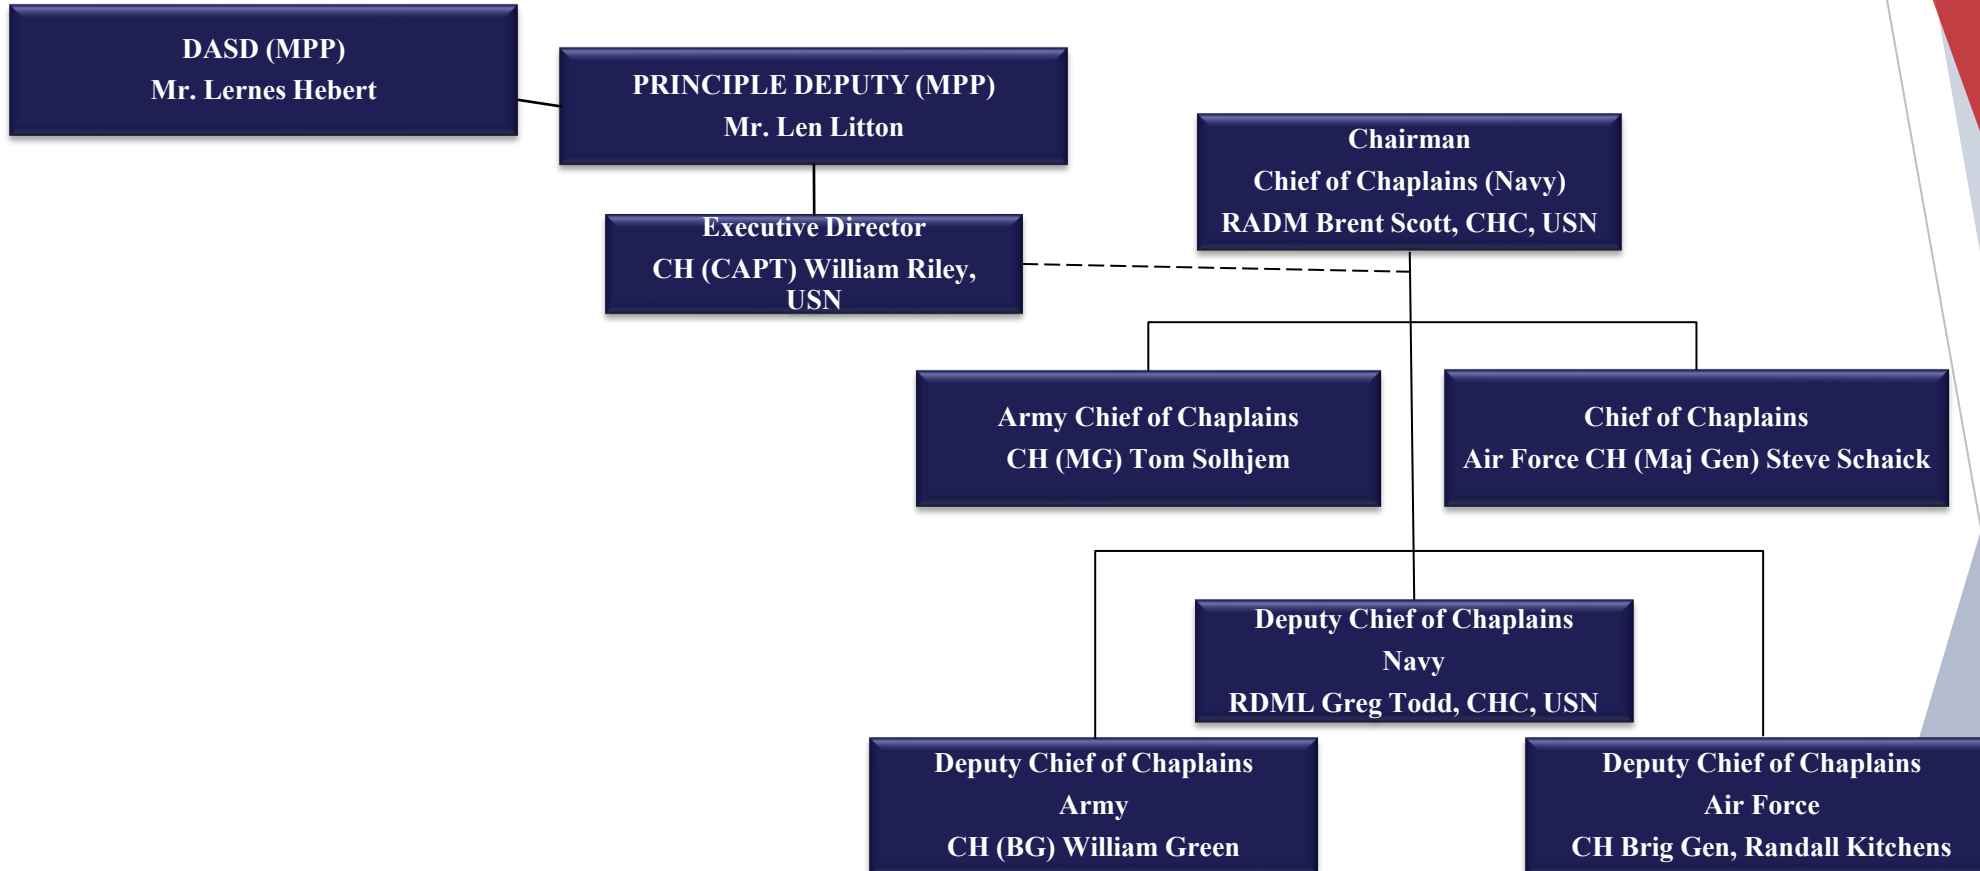 DASD (MPP)
Mr. Lernes Hebert
PRINCIPLE DEPUTY (MPP)
Mr. Len Litton
Chairman
Chief of Chaplains (Navy)
RADM Brent Scott, CHC, USN
Executive Director
CH (CAPT) William Riley,
USN
Army Chief of Chaplains
CH (MG) Tom Solhjem
Chief of Chaplains
Air Force CH (Maj Gen) Steve Schaick
Deputy Chief of Chaplains
Navy
RDML Greg Todd, CHC, USN
Deputy Chief of Chaplains
Army
CH (BG) William Green
Deputy Chief of Chaplains
Air Force
CH Brig Gen, Randall Kitchens